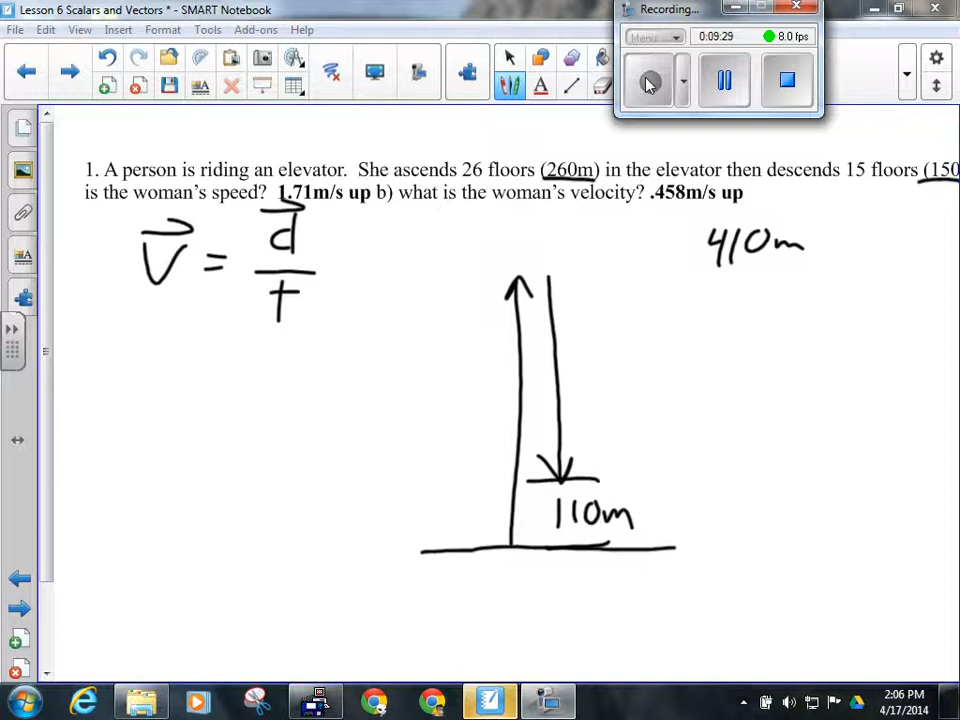 Lesson 6 Scalars and Vectors * - SMART Notebook
Recording...
File Edit View Insert Format Tools Add-ons Help
Menu 0:09:29 8.0 fps
A
1. A person is riding an elevator. She ascends 26 floors (260m) in the elevator then descends 15 floors (150
is the woman's speed? 1.71m/s up b) what is the woman's velocity? .458m/s up
v = d
t
410m
110m
2:06 PM
4/17/2014